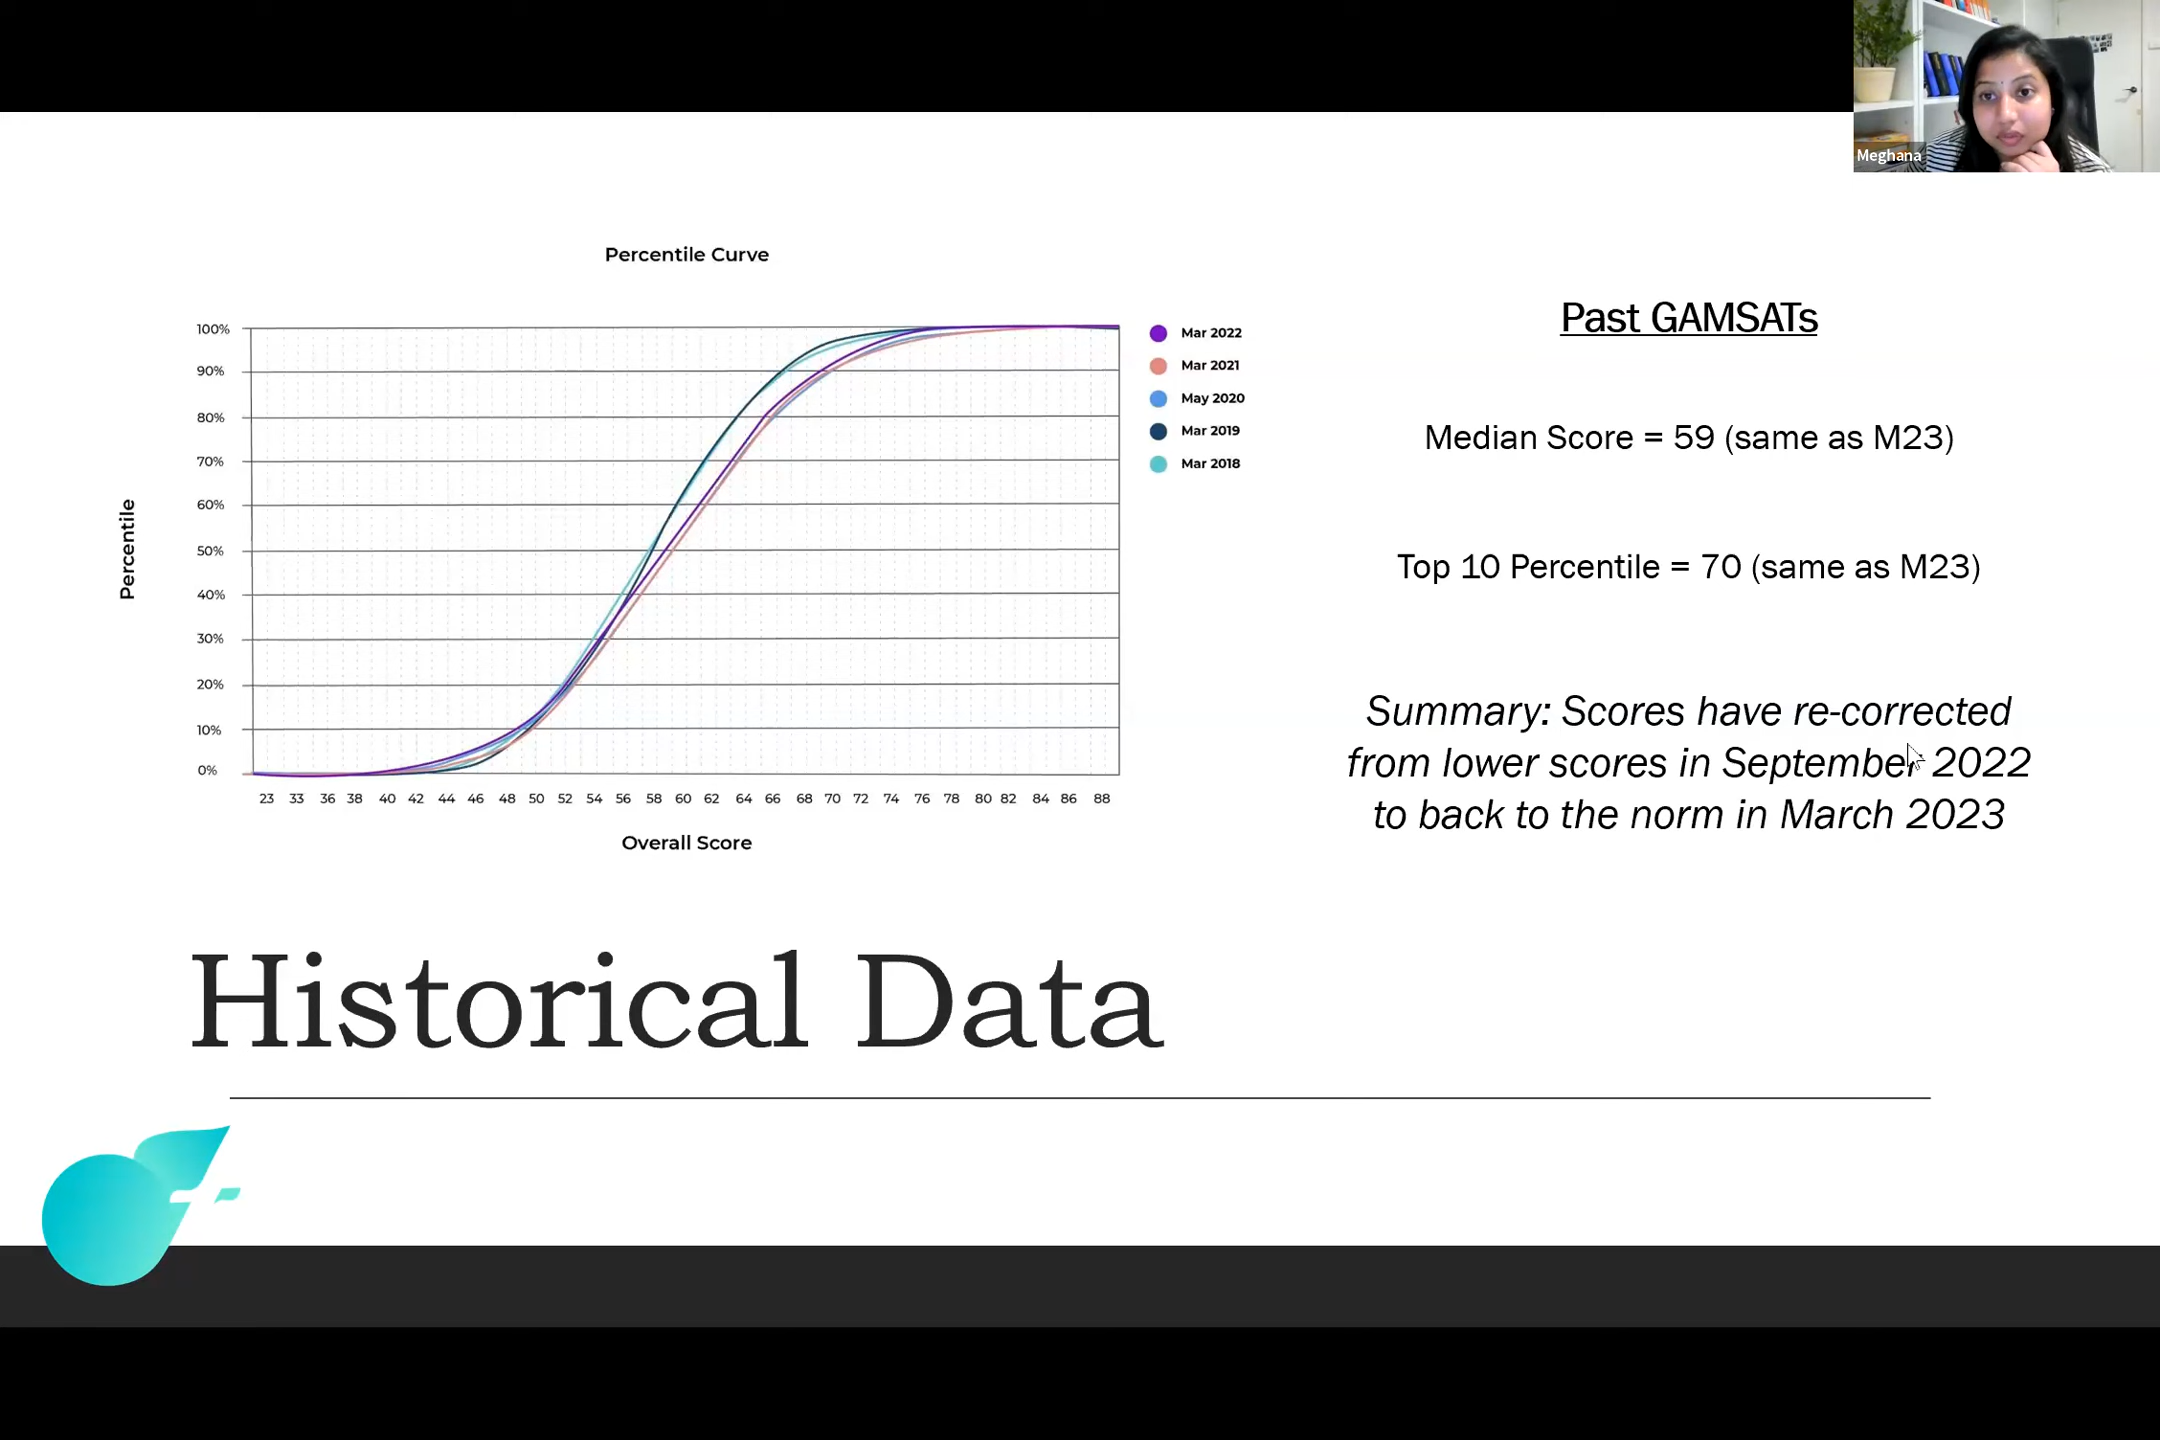 Meghana
Percentile Curve
100%
90%
80%
70%
60%
50%
40%
30%
20%
10%
0%
Percentile
23 33 36 38 40 42 44 46 48 50 52 54 56 58 60 62 64 66 68 70 72 74 76 78 80 82 84 86 88
Overall Score
Mar 2022
Mar 2021
May 2020
Mar 2019
Mar 2018
Past GAMSATs
Median Score = 59 (same as M23)
Top 10 Percentile = 70 (same as M23)
Summary: Scores have re-corrected
from lower scores in September 2022
to back to the norm in March 2023
Historical Data